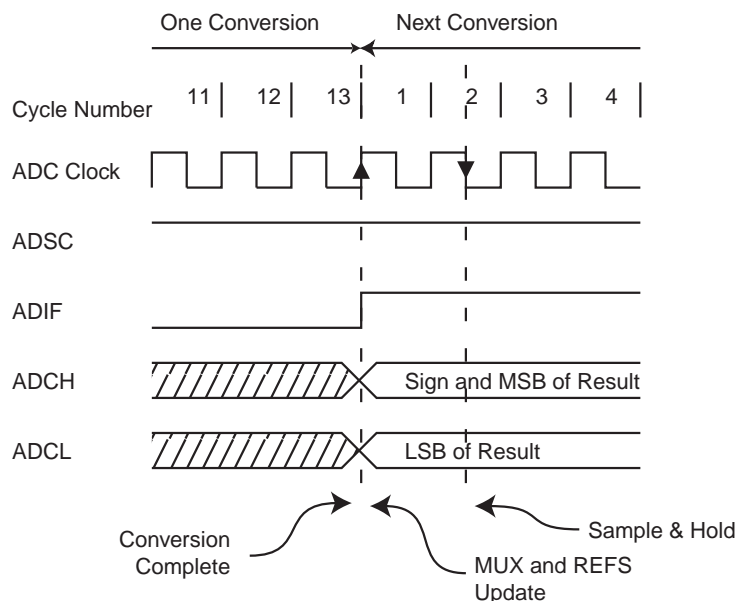 One Conversion Next Conversion
Cycle Number 11 12 13 1 2 3 4
ADC Clock
ADSC
ADIF
ADCH Sign and MSB of Result
ADCL LSB of Result
Conversion
Complete
MUX and REFS
Update
Sample & Hold